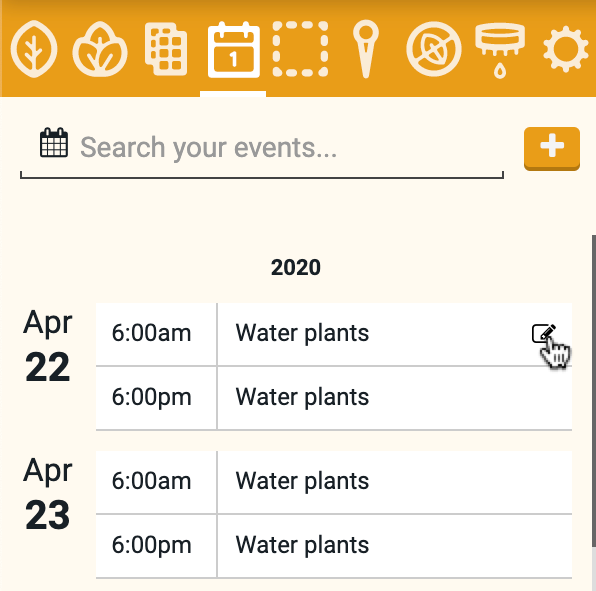 1
Search your events...
2020
Apr
22
6:00am Water plants
6:00pm Water plants
Apr
23
6:00am Water plants
6:00pm Water plants